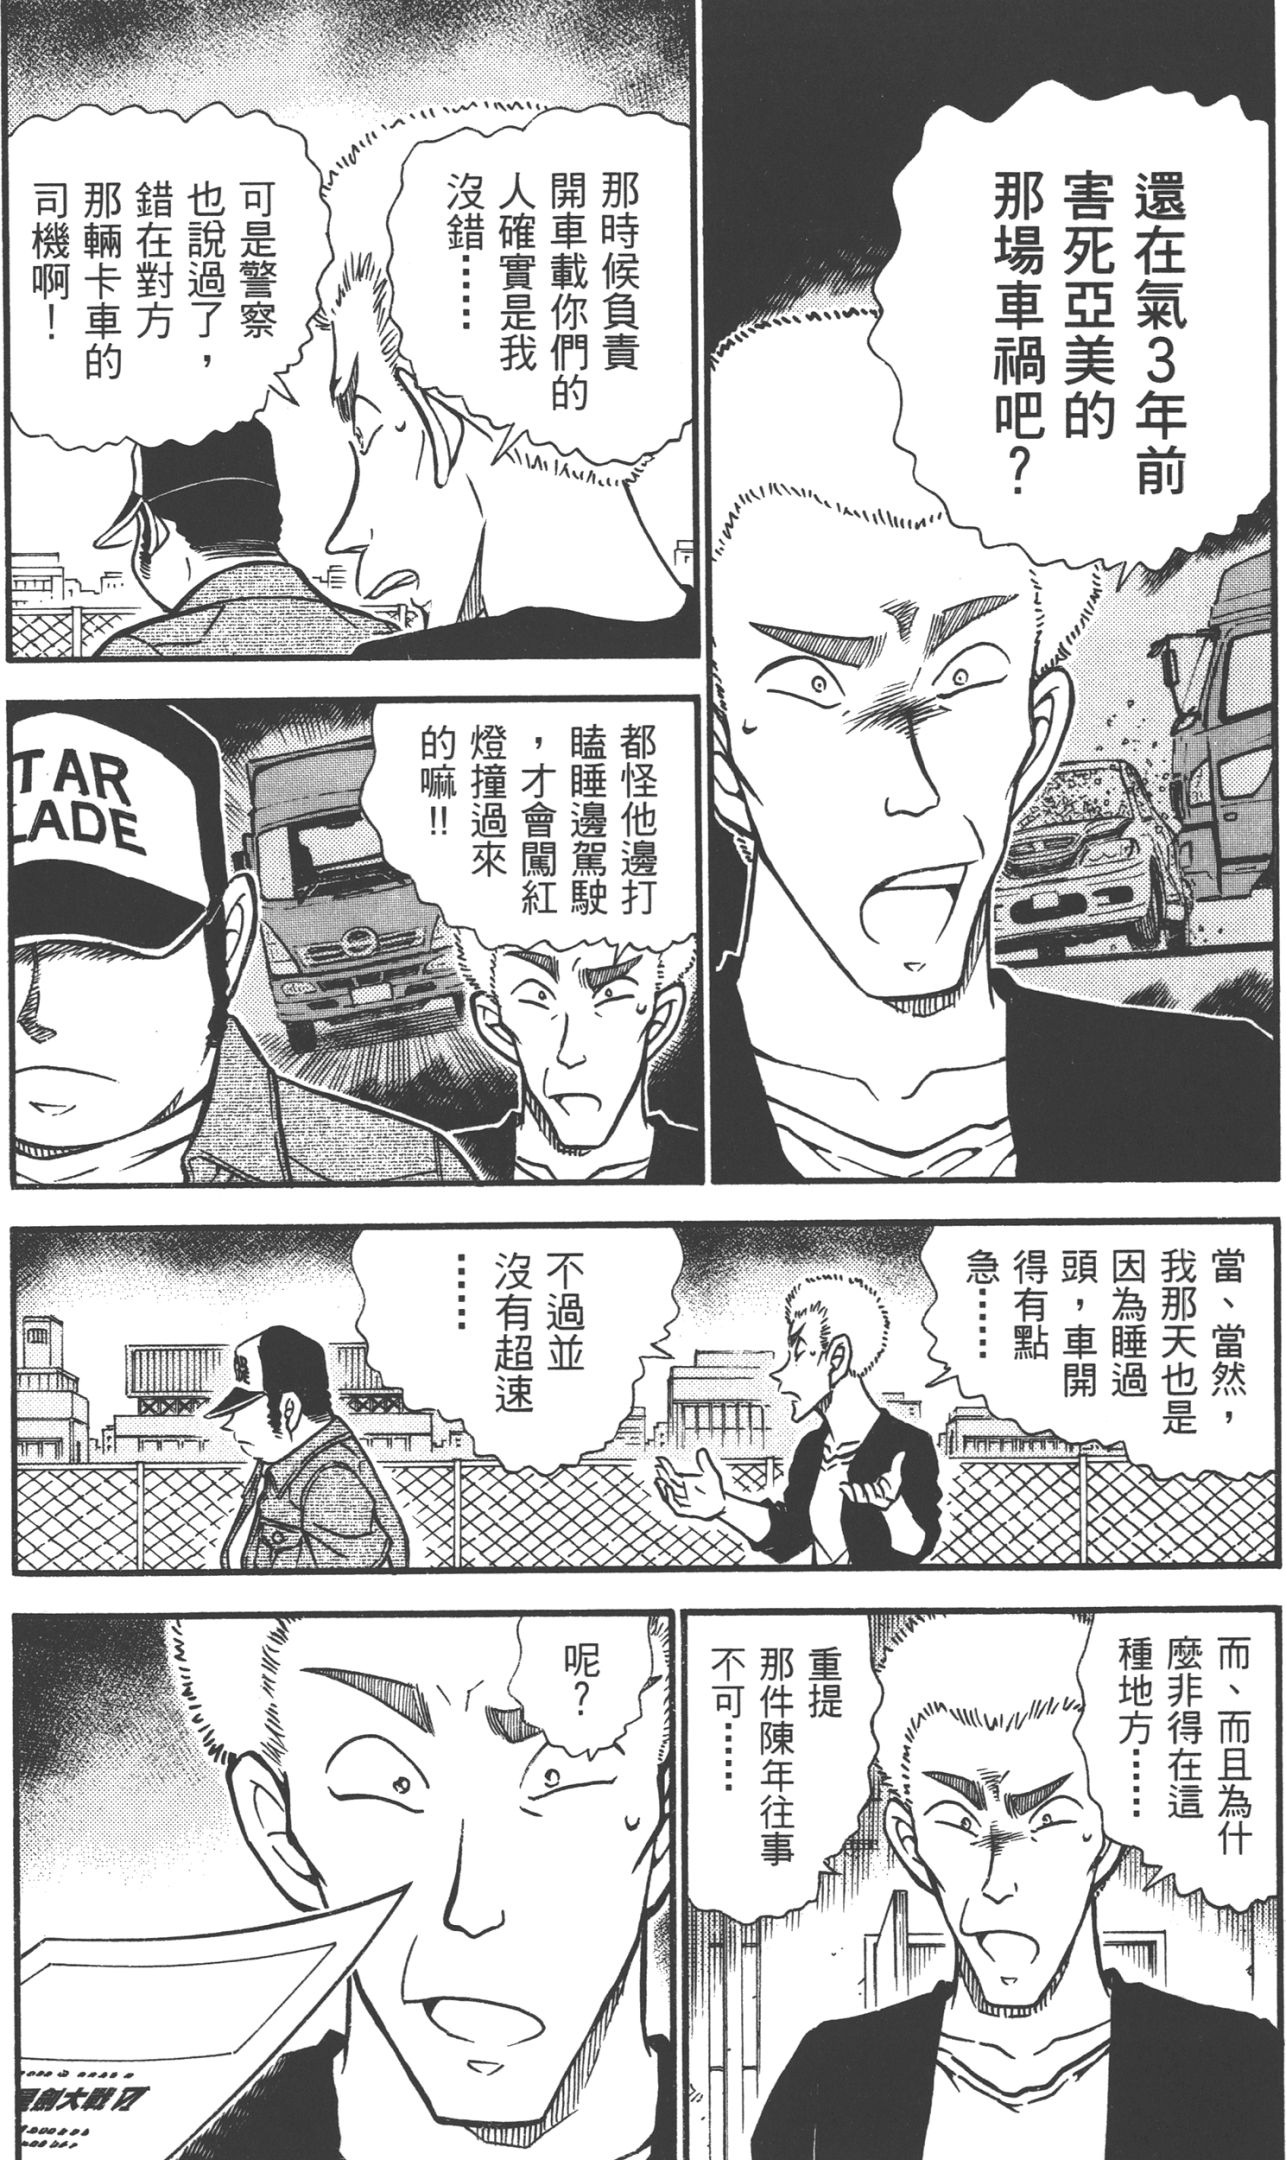 還在氣3年前
害死亞美的
那場車禍吧？
那時候負責
開車載你們的
人確實是我
沒錯……
可是警察
也說過了，
錯在對方
那輛卡車的
司機啊！
都怪他邊打
瞌睡邊駕駛
，才會闖紅
燈撞過來
的嘛!!
TAR
LADE
當、當然，
我那天也是
因為睡過
頭，車開
得有點
急……
不過並
沒有超速
……
而、而且為什
麼非得在這
種地方……
重提
那件陳年往事
不可……
呢？
劍大戰